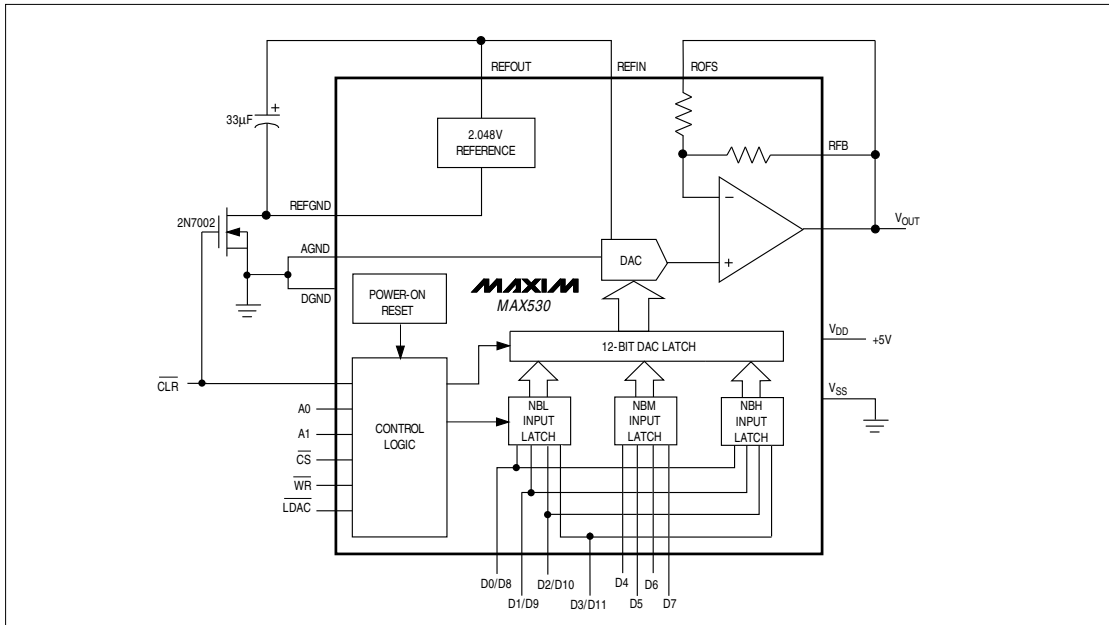 REFOUT
REFIN
ROFS
33µF
+
2.048V
REFERENCE
RFB
2N7002
REFGND
−
VOUT
AGND
DAC
+
DGND
POWER-ON
RESET
MAXIM
MAX530
VDD
+5V
12-BIT DAC LATCH
CLR
VSS
A0
A1
CS
WR
LDAC
CONTROL
LOGIC
NBL
INPUT
LATCH
NBM
INPUT
LATCH
NBH
INPUT
LATCH
D0/D8
D1/D9
D2/D10
D3/D11
D4
D5
D6
D7